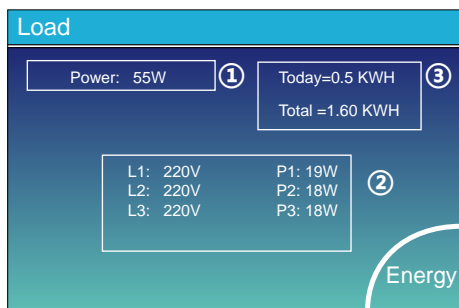 Load
Power: 55W ①
Today=0.5 KWH ③
Total =1.60 KWH
L1: 220V P1: 19W
L2: 220V P2: 18W ②
L3: 220V P3: 18W
Energy